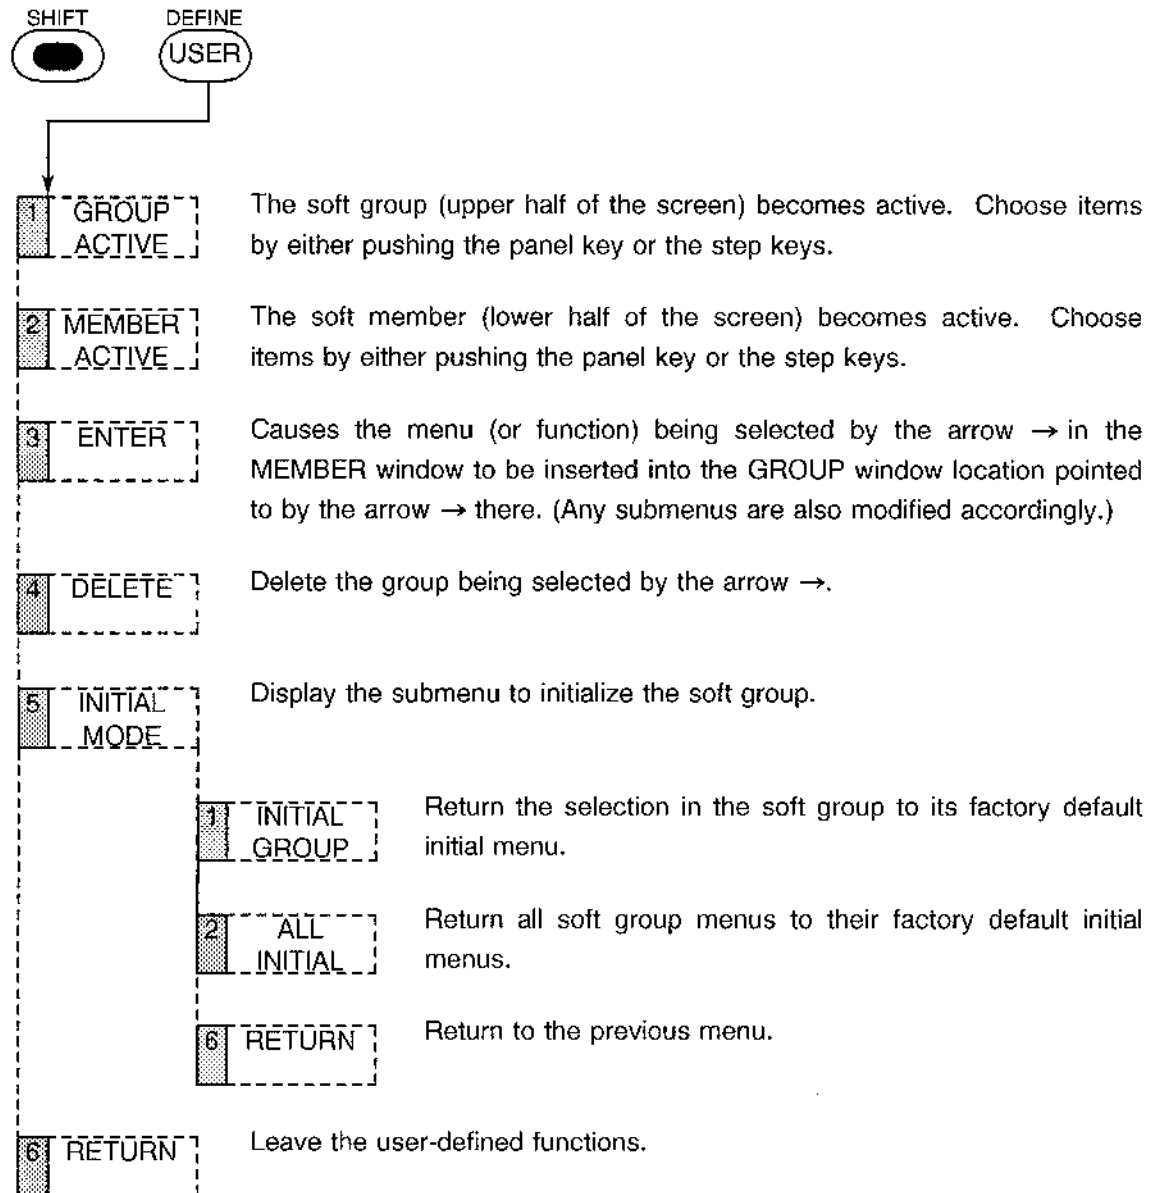 SHIFT DEFINE
USER
1 GROUP ACTIVE
The soft group (upper half of the screen) becomes active. Choose items
by either pushing the panel key or the step keys.
2 MEMBER ACTIVE
The soft member (lower half of the screen) becomes active. Choose
items by either pushing the panel key or the step keys.
3 ENTER
Causes the menu (or function) being selected by the arrow → in the
MEMBER window to be inserted into the GROUP window location pointed
to by the arrow → there. (Any submenus are also modified accordingly.)
4 DELETE
Delete the group being selected by the arrow →.
5 INITIAL MODE
Display the submenu to initialize the soft group.
1 INITIAL GROUP
Return the selection in the soft group to its factory default
initial menu.
2 ALL INITIAL
Return all soft group menus to their factory default initial
menus.
6 RETURN
Return to the previous menu.
6 RETURN
Leave the user-defined functions.